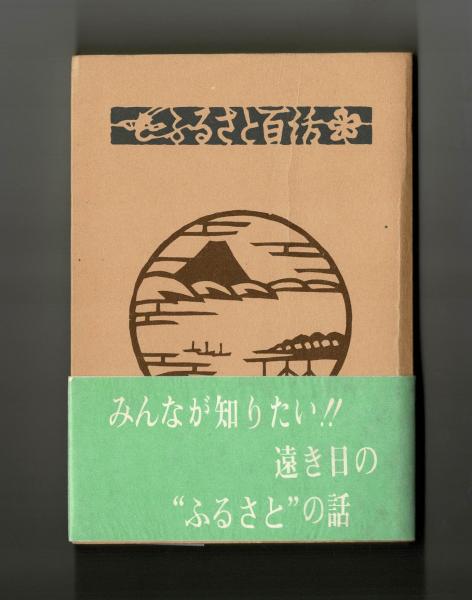 ふるさと百話
みんなが知りたい!!
遠き日の
“ふるさと”の話